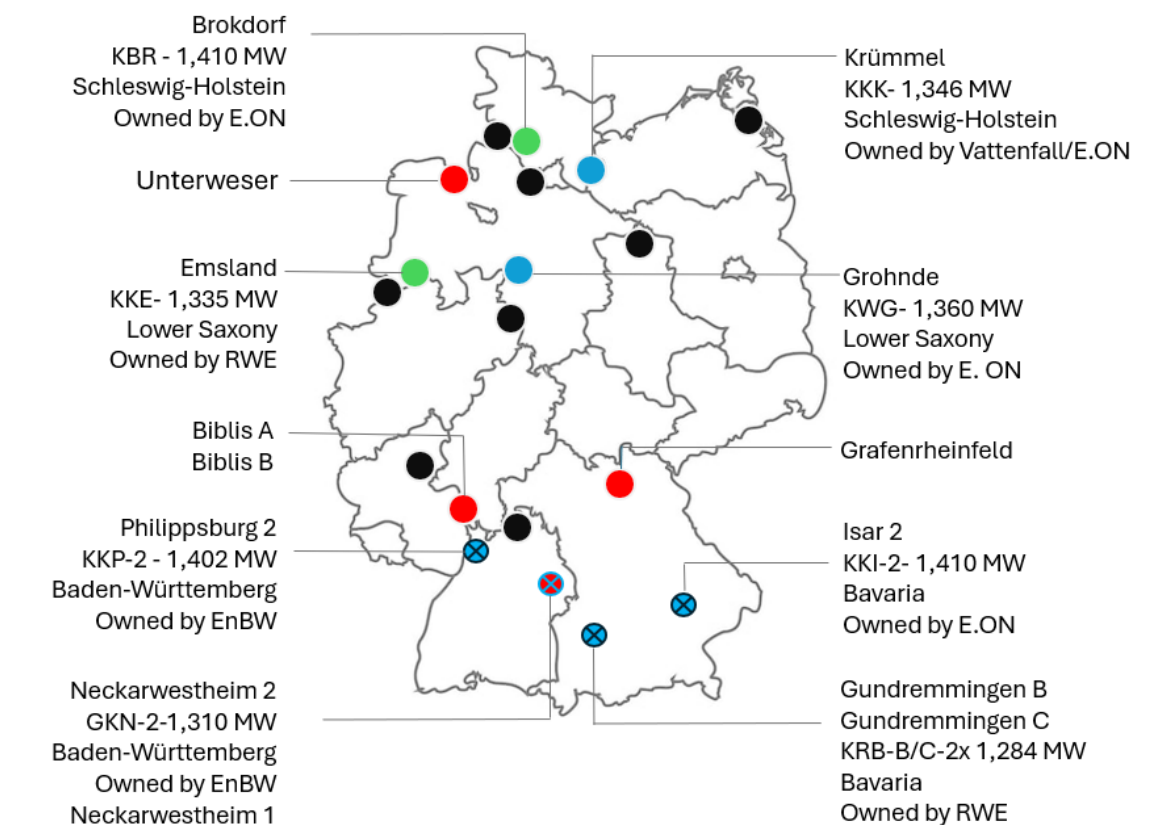 Brokdorf
KBR - 1,410 MW
Schleswig-Holstein
Owned by E.ON
Krümmel
KKK- 1,346 MW
Schleswig-Holstein
Owned by Vattenfall/E.ON
Unterweser
Emsland
KKE- 1,335 MW
Lower Saxony
Owned by RWE
Grohnde
KWG- 1,360 MW
Lower Saxony
Owned by E. ON
Biblis A
Biblis B
Grafenrheinfeld
Philippsburg 2
KKP-2 - 1,402 MW
Baden-Württemberg
Owned by EnBW
Isar 2
KKI-2- 1,410 MW
Bavaria
Owned by E.ON
Neckarwestheim 2
GKN-2-1,310 MW
Baden-Württemberg
Owned by EnBW
Neckarwestheim 1
Gundremmingen B
Gundremmingen C
KRB-B/C-2x 1,284 MW
Bavaria
Owned by RWE